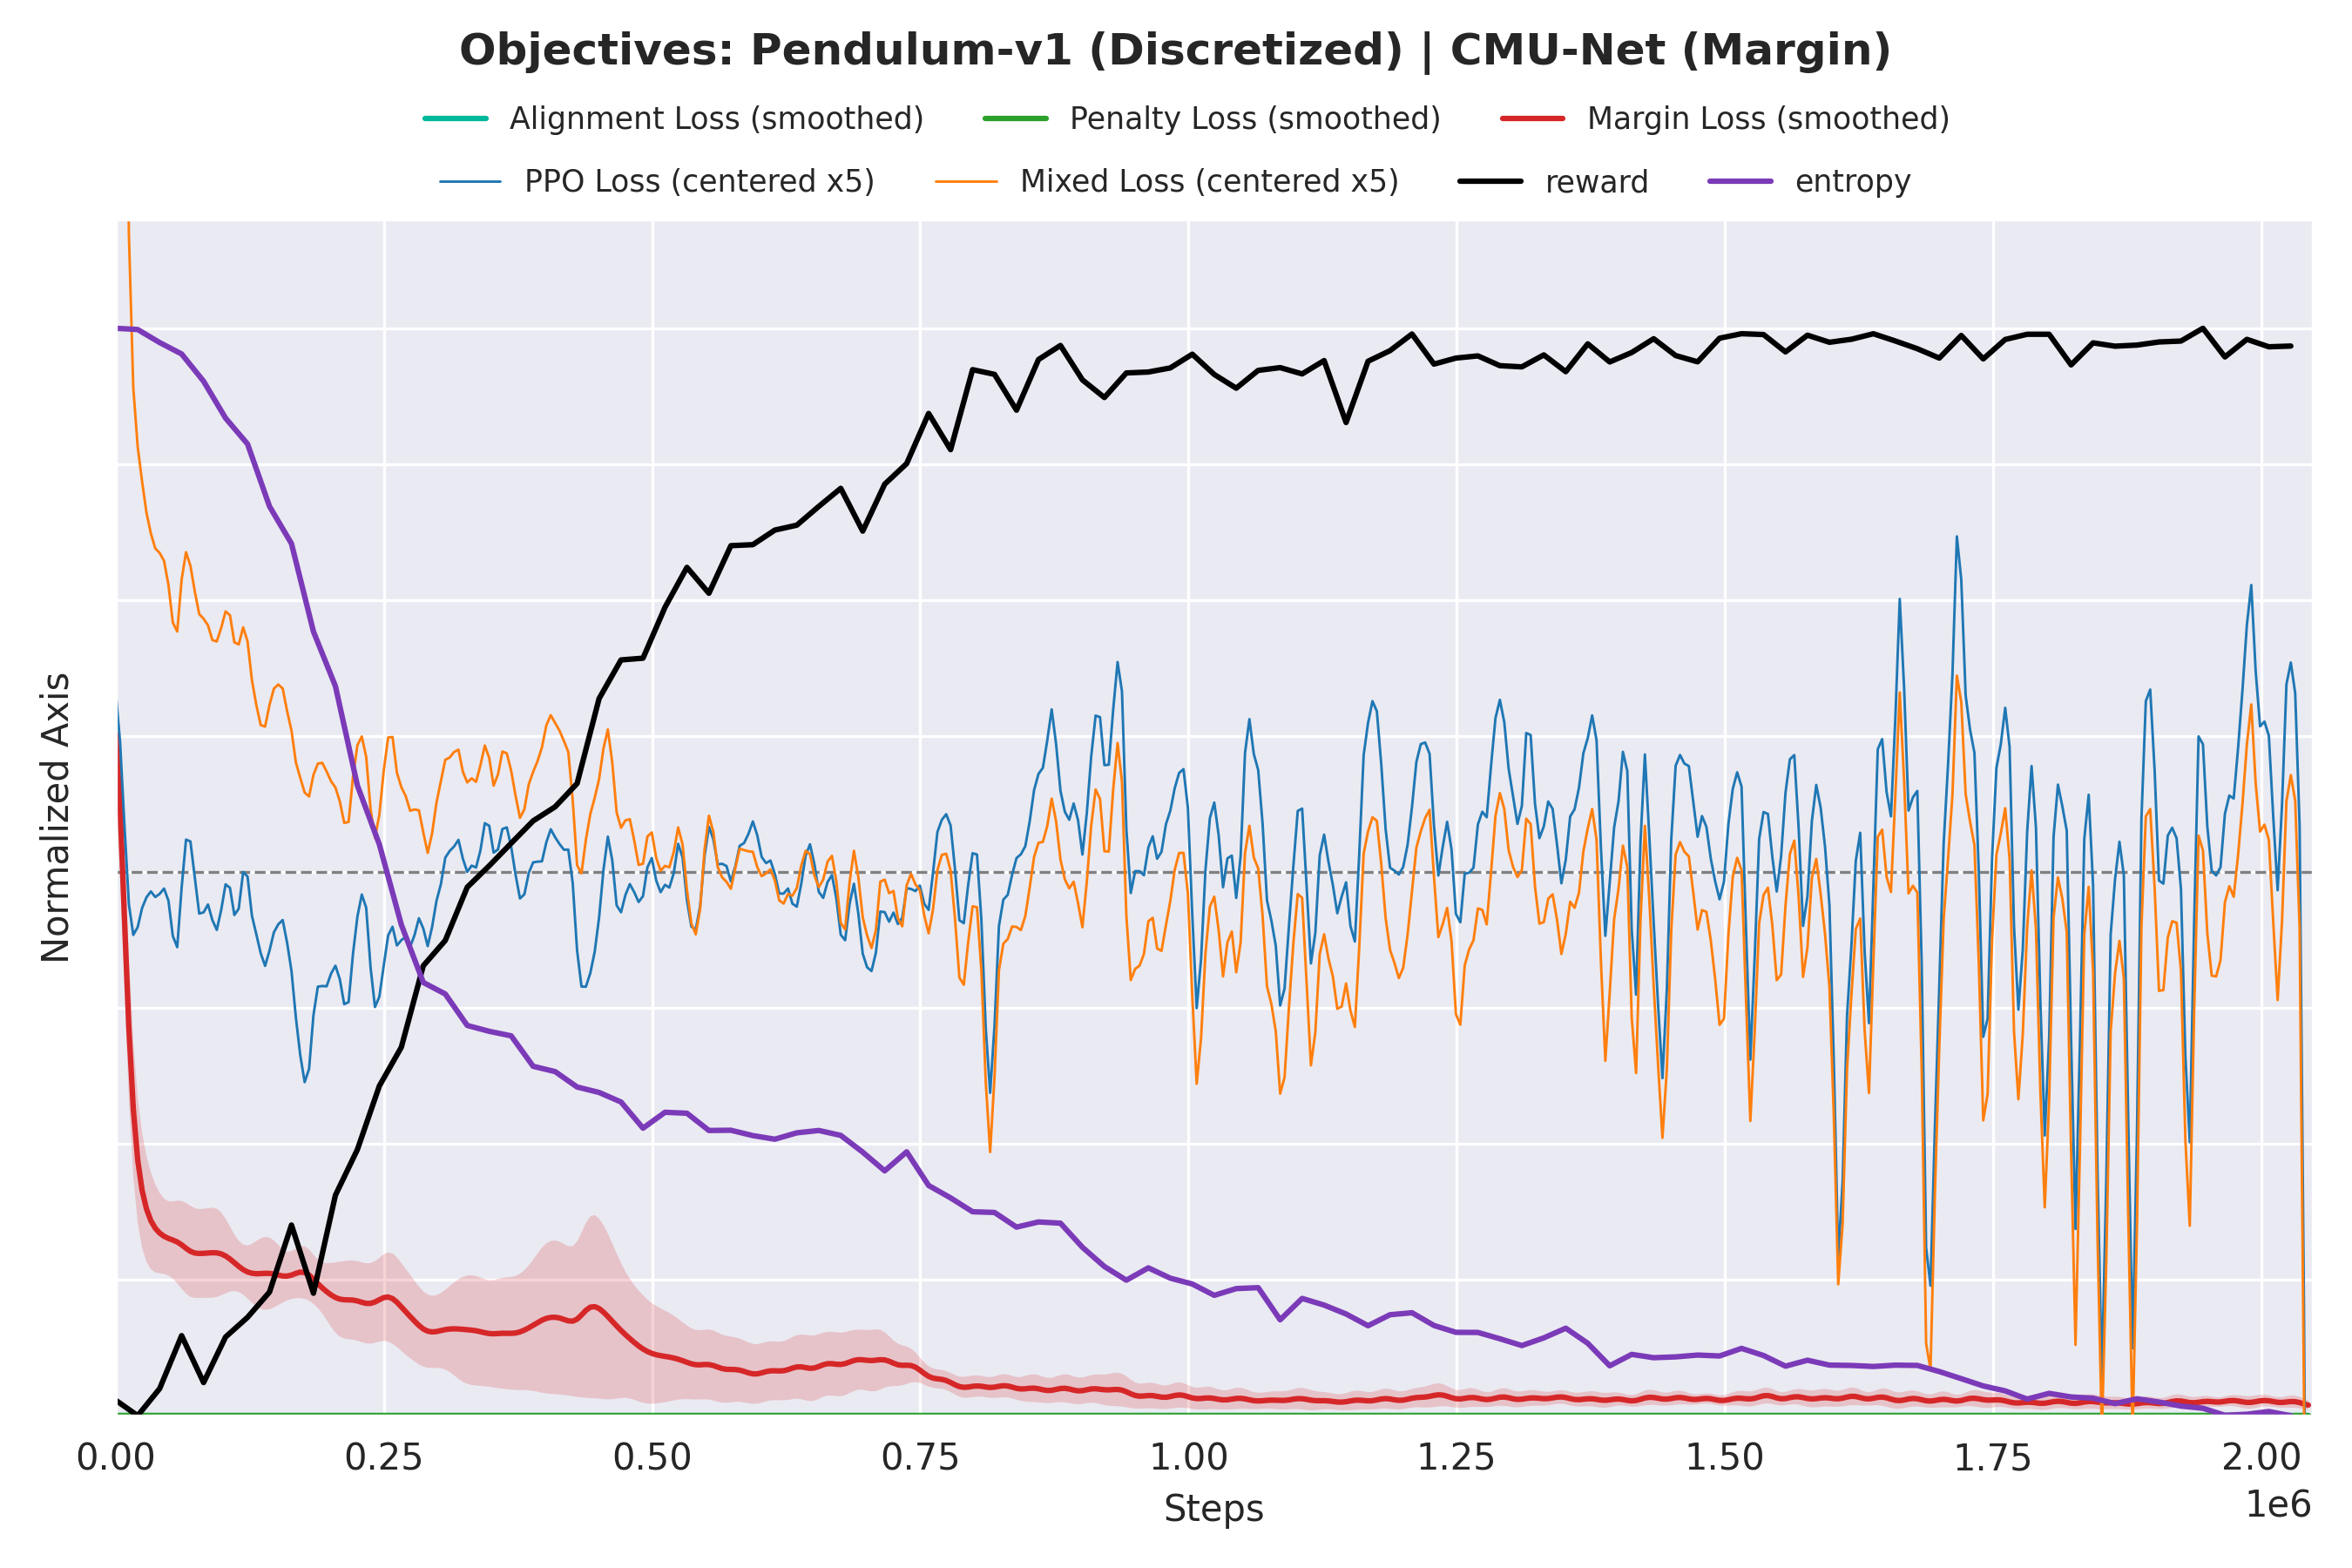 Objectives: Pendulum-v1 (Discretized) | CMU-Net (Margin)
Alignment Loss (smoothed) Penalty Loss (smoothed) Margin Loss (smoothed)
PPO Loss (centered x5) Mixed Loss (centered x5) reward entropy
Normalized Axis
0.00 0.25 0.50 0.75 1.00 1.25 1.50 1.75 2.00
Steps
1e6